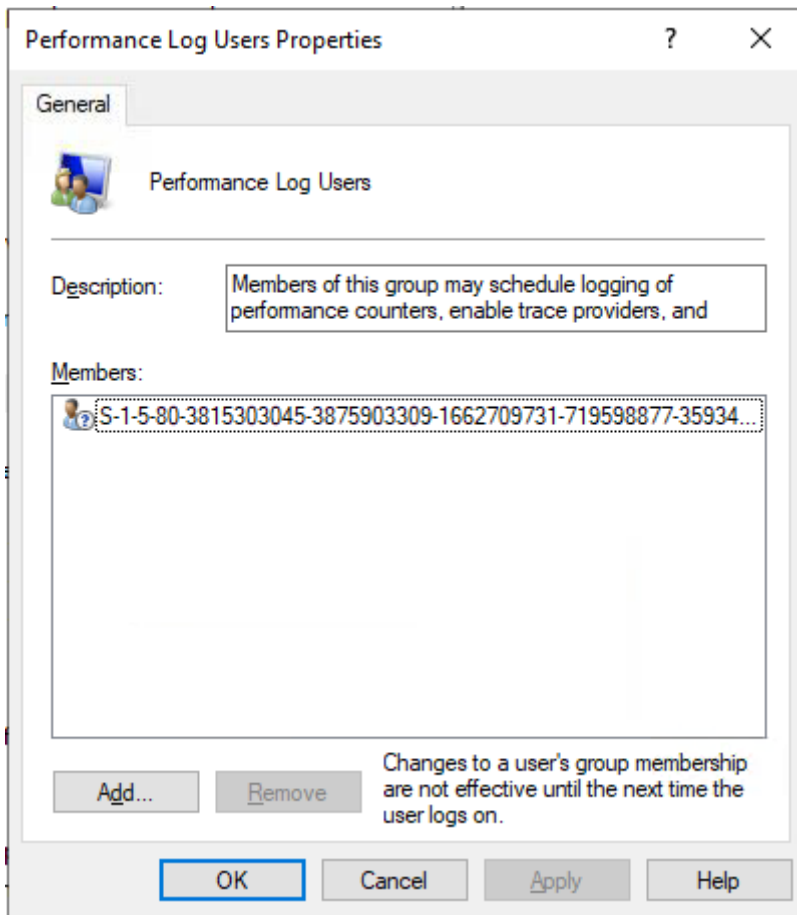 Performance Log Users Properties
?
General
Performance Log Users
Description:
Members of this group may schedule logging of
performance counters, enable trace providers, and
Members:
S-1-5-80-3815303045-3875903309-1662709731-719598877-35934...
Add...
Remove
Changes to a user's group membership
are not effective until the next time the
user logs on.
OK
Cancel
Apply
Help